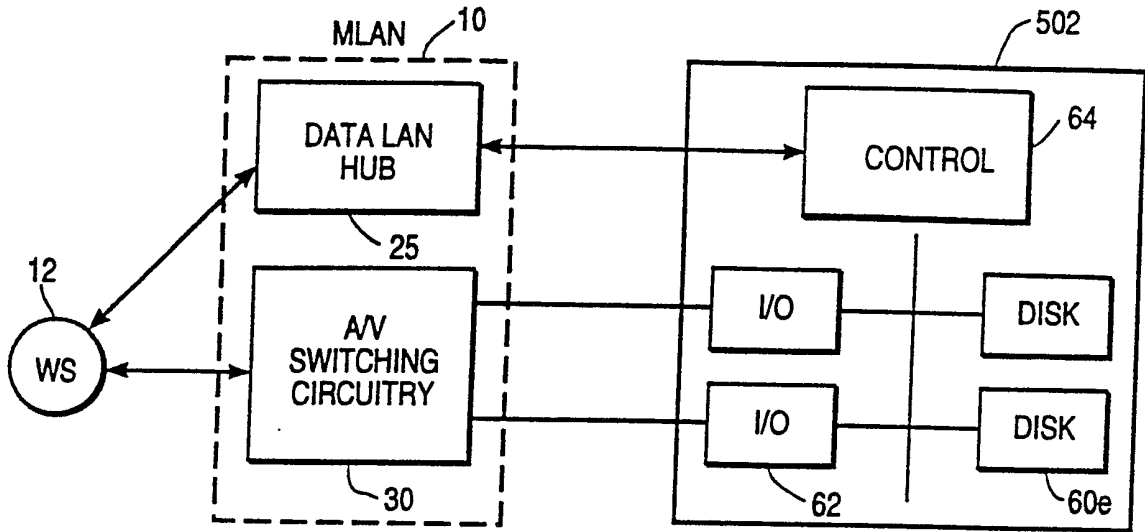 MLAN
10
502
DATA LAN
HUB
25
CONTROL
64
12
WS
A/V
SWITCHING
CIRCUITRY
30
I/O
DISK
I/O
62
DISK
60e